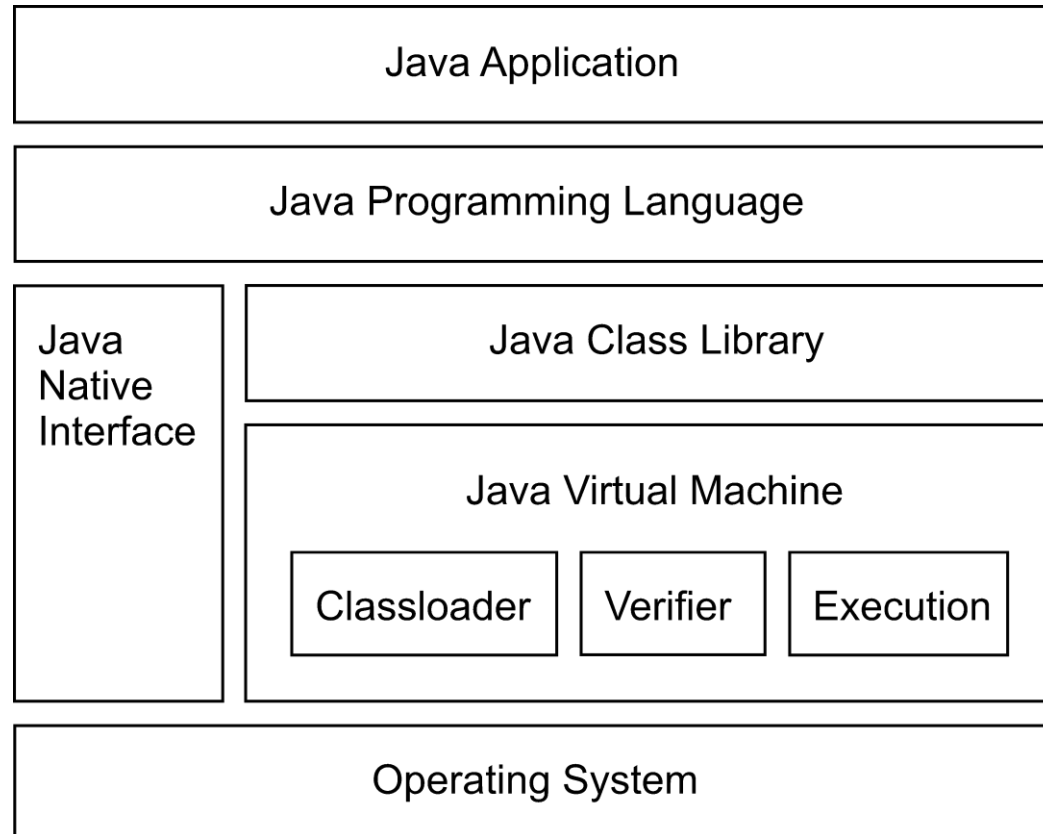 Java Application
Java Programming Language
Java
Native
Interface
Java Class Library
Java Virtual Machine
Classloader
Verifier
Execution
Operating System